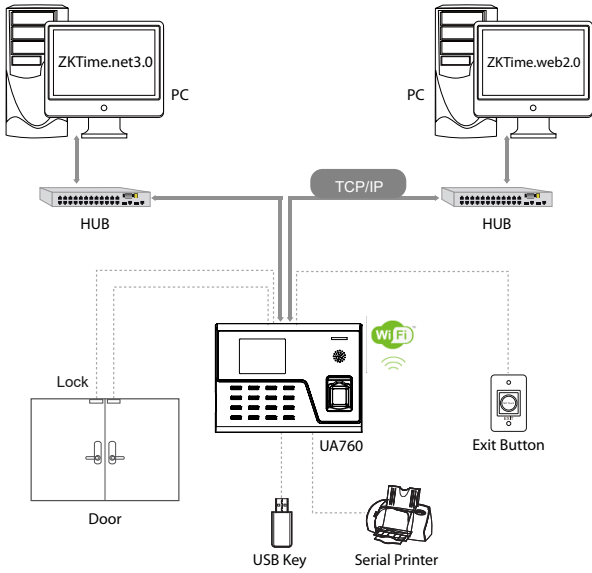 ZKTime.net3.0
ZKTime.web2.0
PC
PC
TCP/IP
HUB
HUB
WiFi
Lock
UA760
EXIT
Exit Button
Door
USB Key
Serial Printer